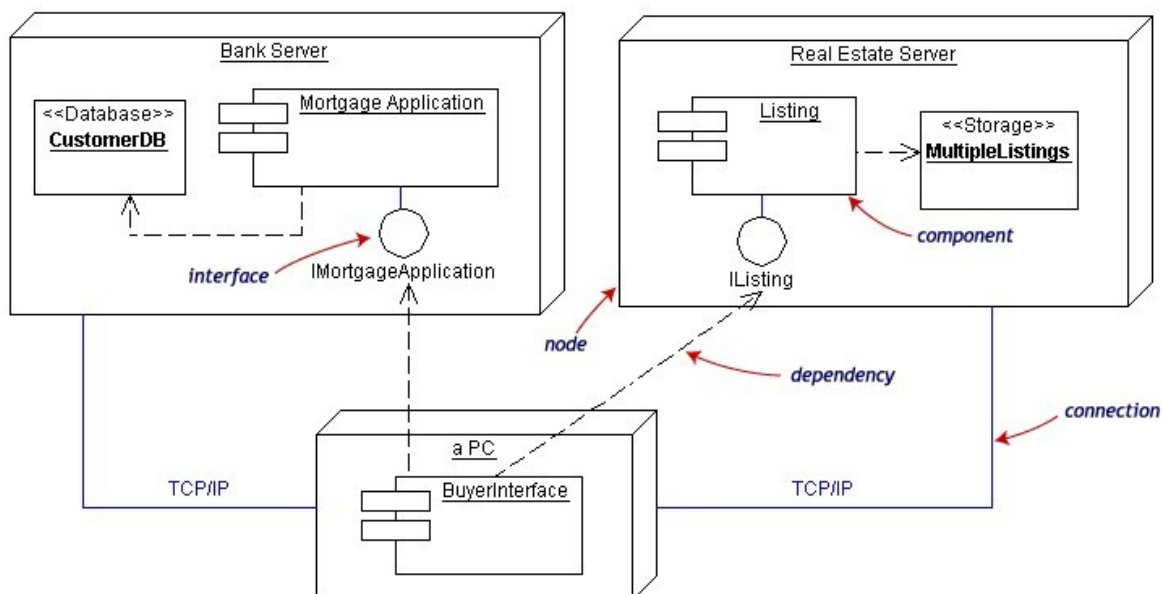 Bank Server
<<Database>>
CustomerDB
Mortgage Application
interface
IMortgageApplication
Real Estate Server
Listing
<<Storage>>
MultipleListings
component
IListing
node
dependency
connection
a PC
BuyerInterface
TCP/IP
TCP/IP